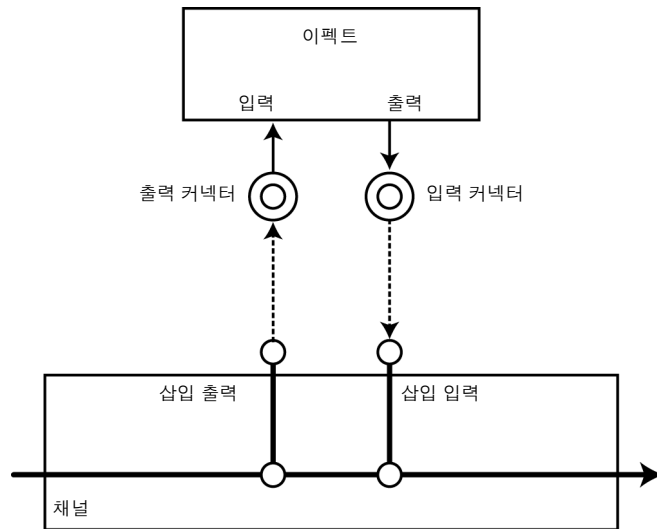 이펙트
입력
출력
출력 커넥터
입력 커넥터
삽입 출력
삽입 입력
채널